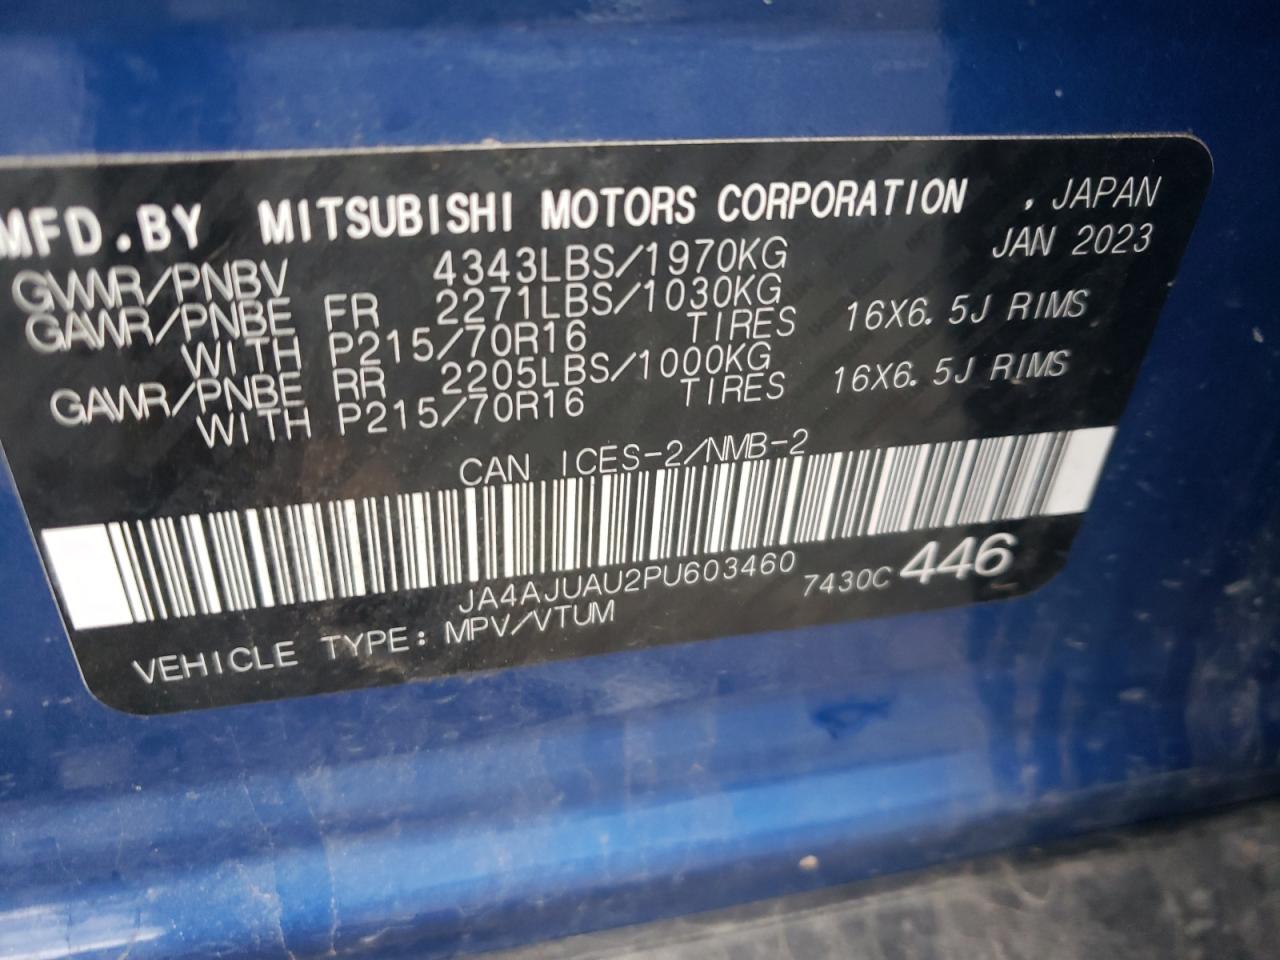 MFD.BY MITSUBISHI MOTORS CORPORATION , JAPAN
GVWR/PNBV 4343LBS/1970KG JAN 2023
GAWR/PNBE FR 2271LBS/1030KG
WITH P215/70R16 TIRES 16X6.5J RIMS
GAWR/PNBE RR 2205LBS/1000KG
WITH P215/70R16 TIRES 16X6.5J RIMS
CAN ICES-2/NMB-2
JA4AJUAU2PU603460 7430C 446
VEHICLE TYPE: MPV/VTUM